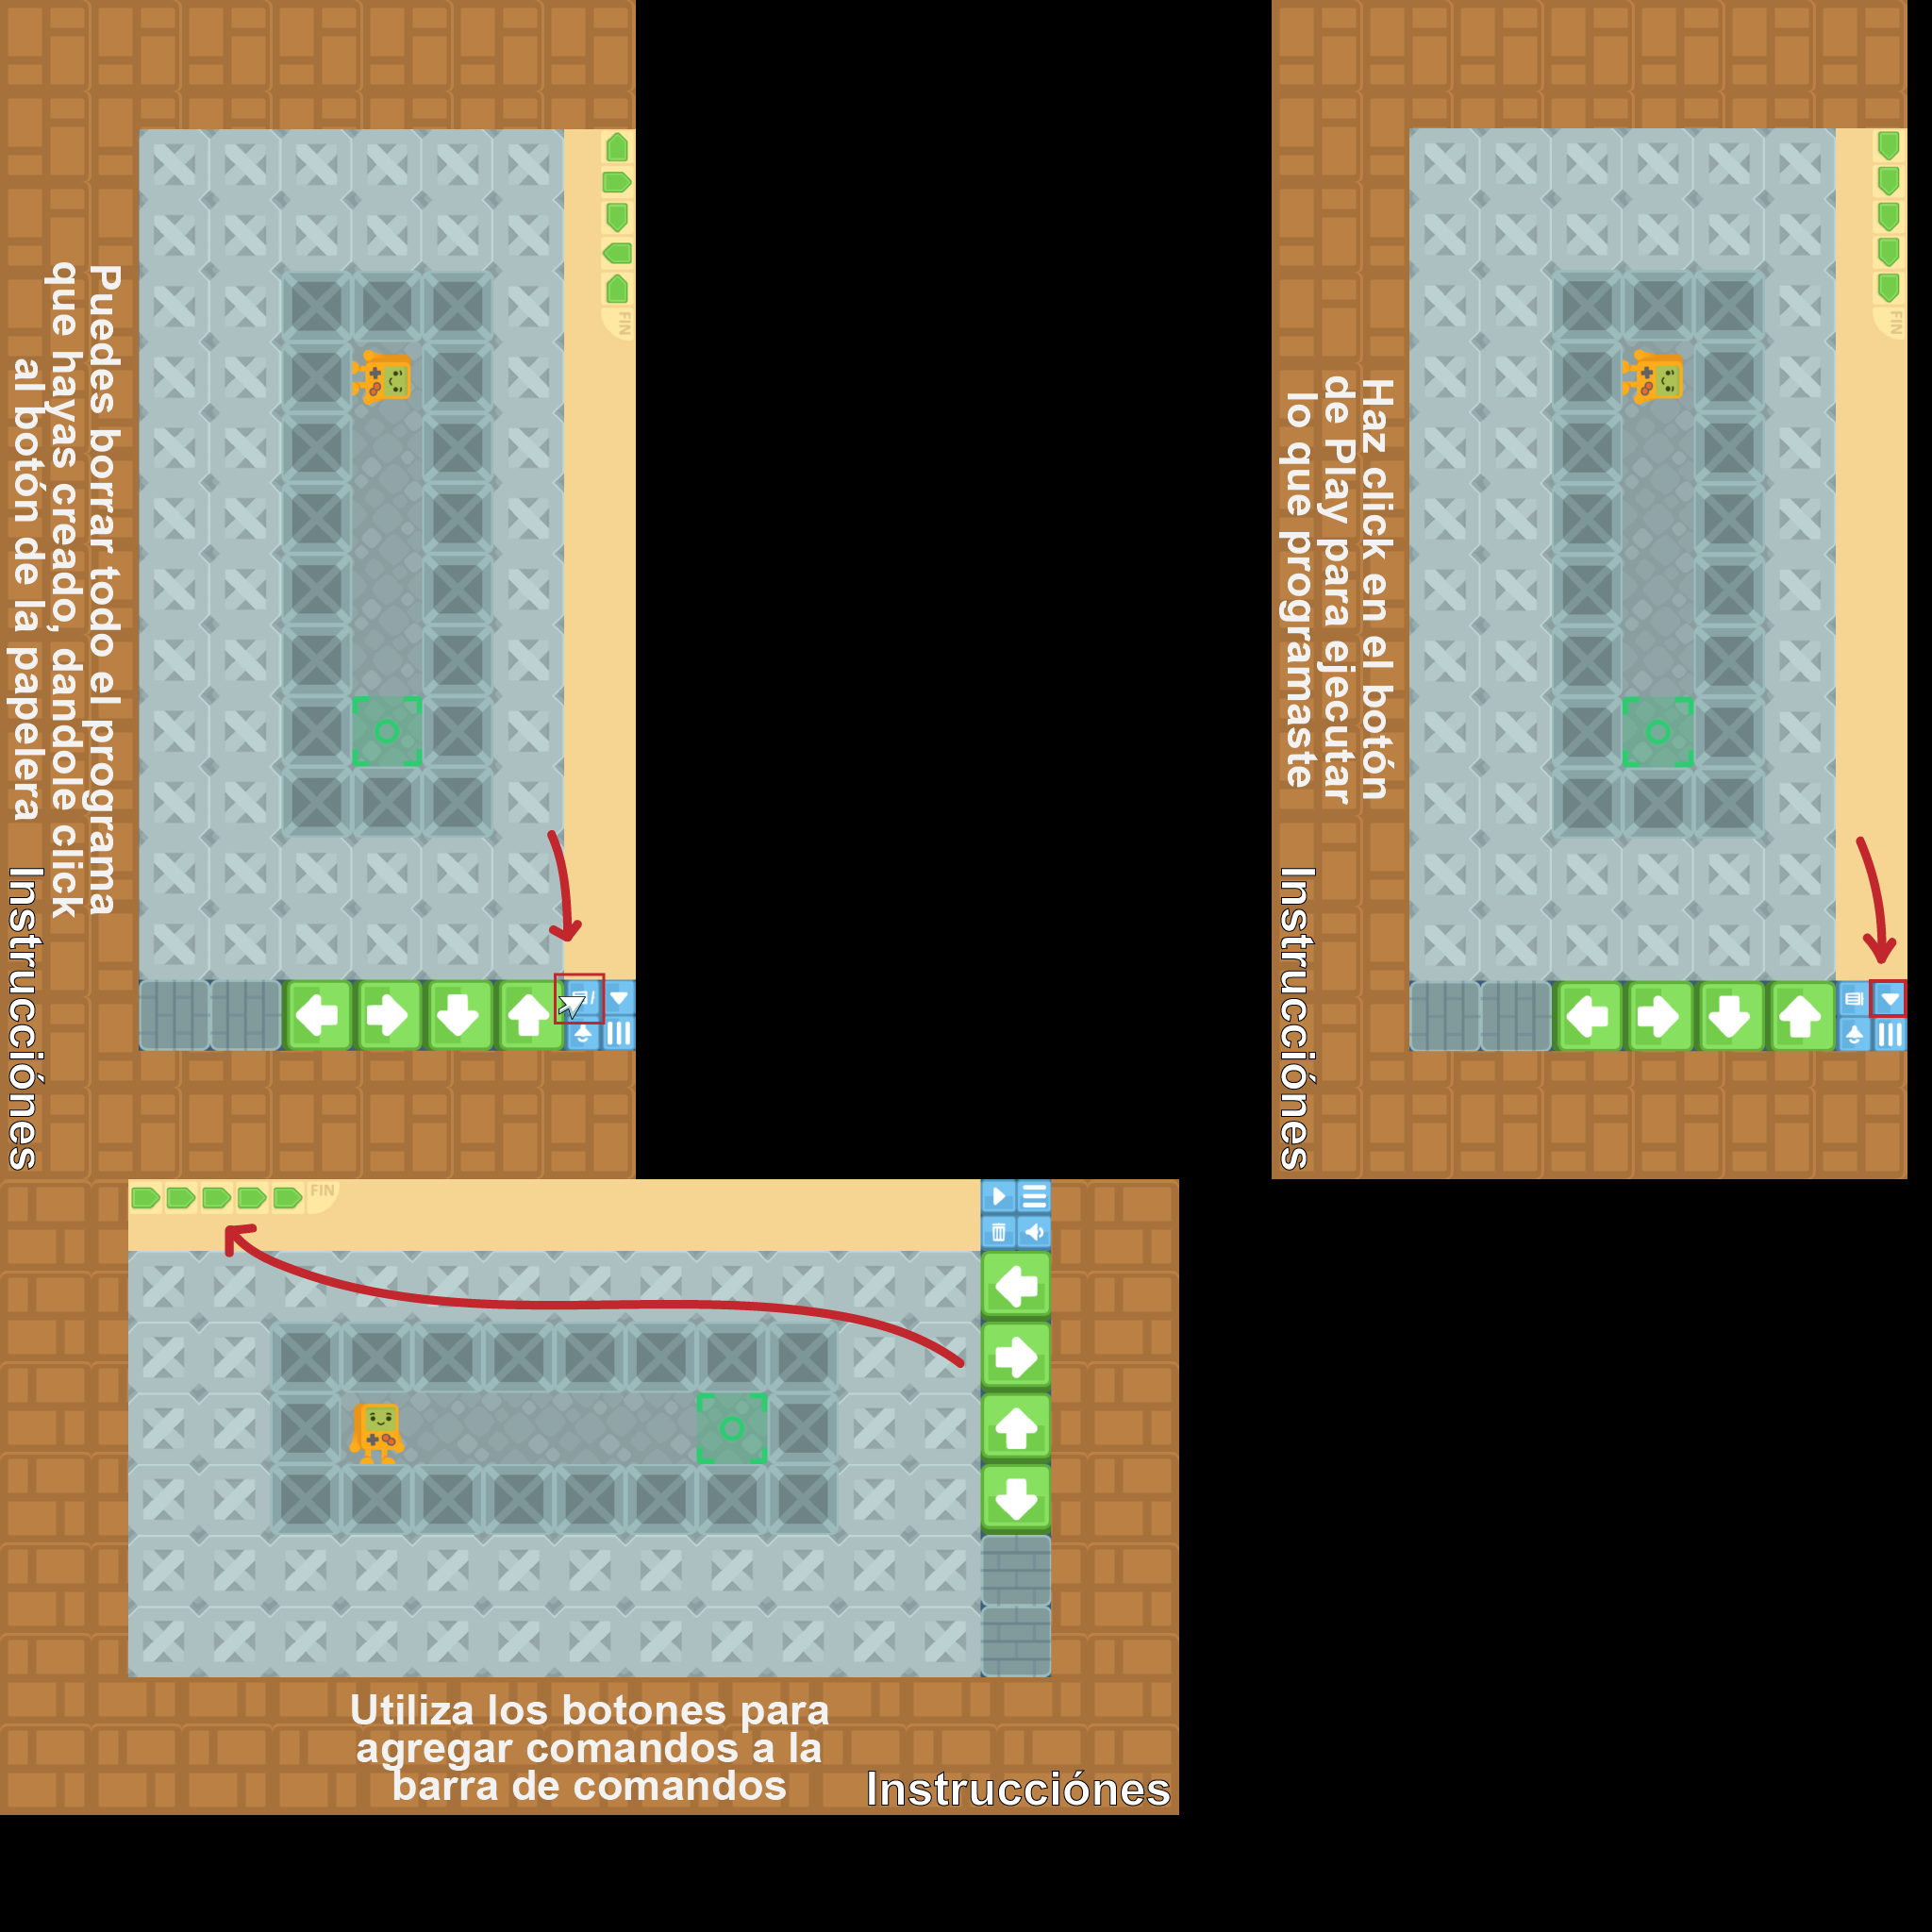 FIN
Puedes borrar todo el programa
que hayas creado, dandole click
al botón de la papelera
Instrucciónes
FIN
Haz click en el botón
de Play para ejecutar
lo que programaste
Instrucciónes
FIN
Utiliza los botones para
agregar comandos a la
barra de comandos
Instrucciónes